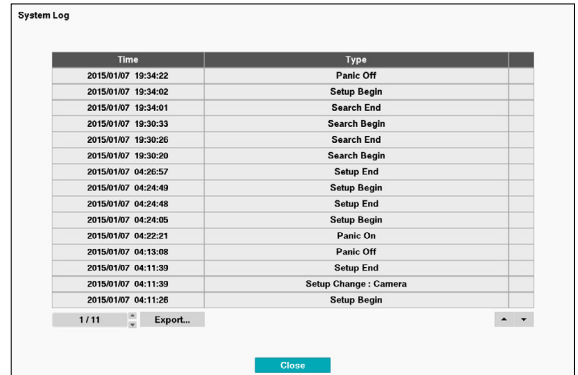 System Log
Time Type
2015/01/07 19:34:22 Panic Off
2015/01/07 19:34:02 Setup Begin
2015/01/07 19:34:01 Search End
2015/01/07 19:30:33 Search Begin
2015/01/07 19:30:26 Search End
2015/01/07 19:30:20 Search Begin
2015/01/07 04:26:57 Setup End
2015/01/07 04:24:49 Setup Begin
2015/01/07 04:24:48 Setup End
2015/01/07 04:24:05 Setup Begin
2015/01/07 04:22:21 Panic On
2015/01/07 04:13:08 Panic Off
2015/01/07 04:11:39 Setup End
2015/01/07 04:11:39 Setup Change : Camera
2015/01/07 04:11:26 Setup Begin
1 / 11 Export...
Close